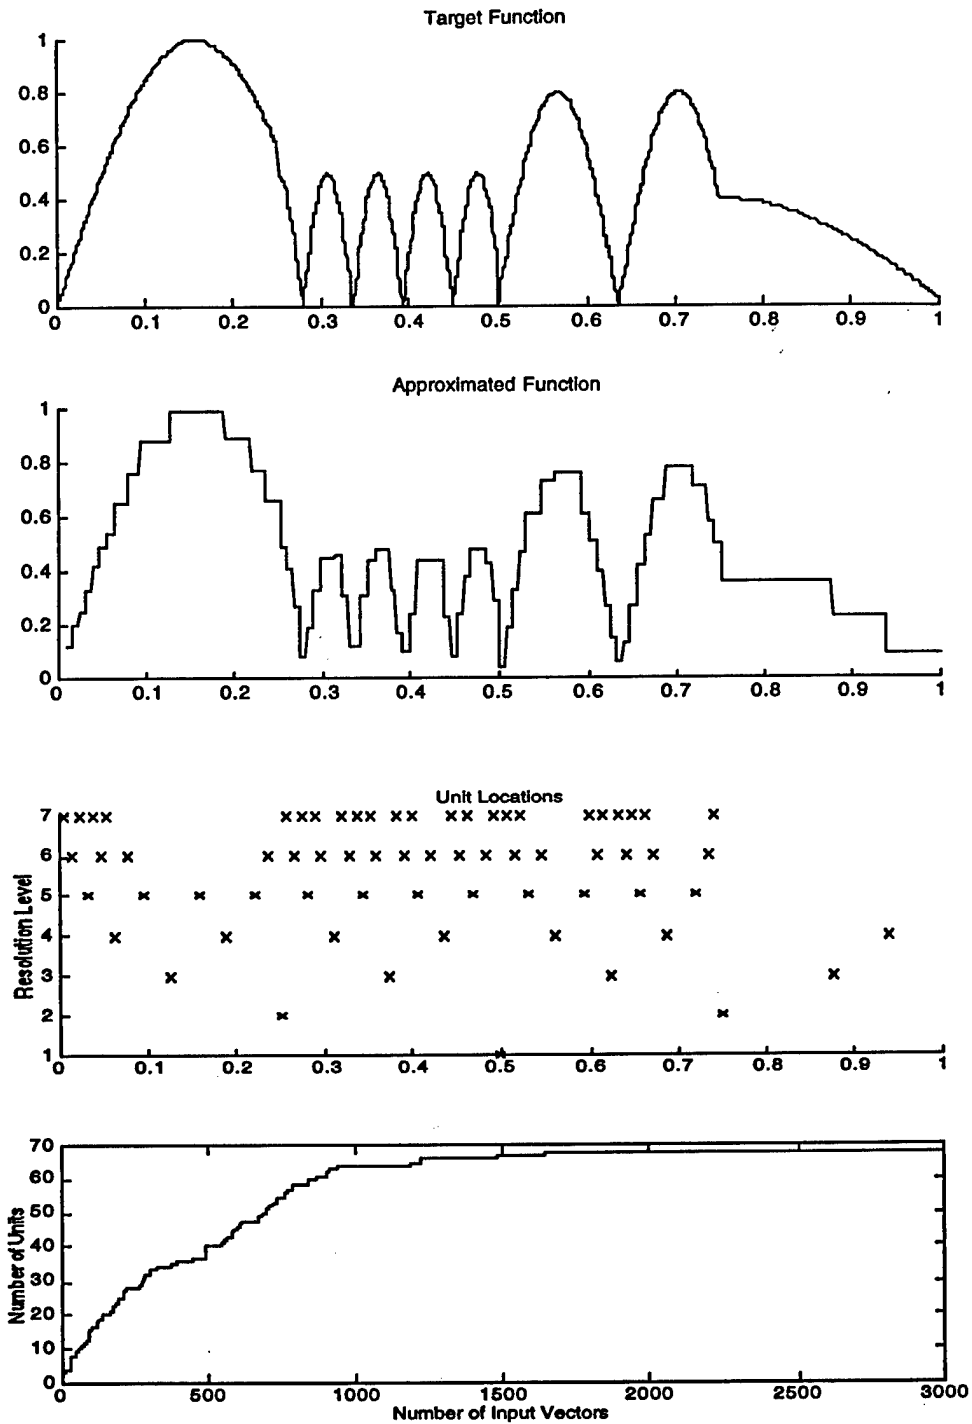 Target Function
1
0.8
0.6
0.4
0.2
0
0 0.1 0.2 0.3 0.4 0.5 0.6 0.7 0.8 0.9 1
Approximated Function
1
0.8
0.6
0.4
0.2
0
0 0.1 0.2 0.3 0.4 0.5 0.6 0.7 0.8 0.9 1
Unit Locations
Resolution Level
7
6
5
4
3
2
1
0 0.1 0.2 0.3 0.4 0.5 0.6 0.7 0.8 0.9 1
Number of Units
70
60
50
40
30
20
10
0
0 500 1000 1500 2000 2500 3000
Number of Input Vectors